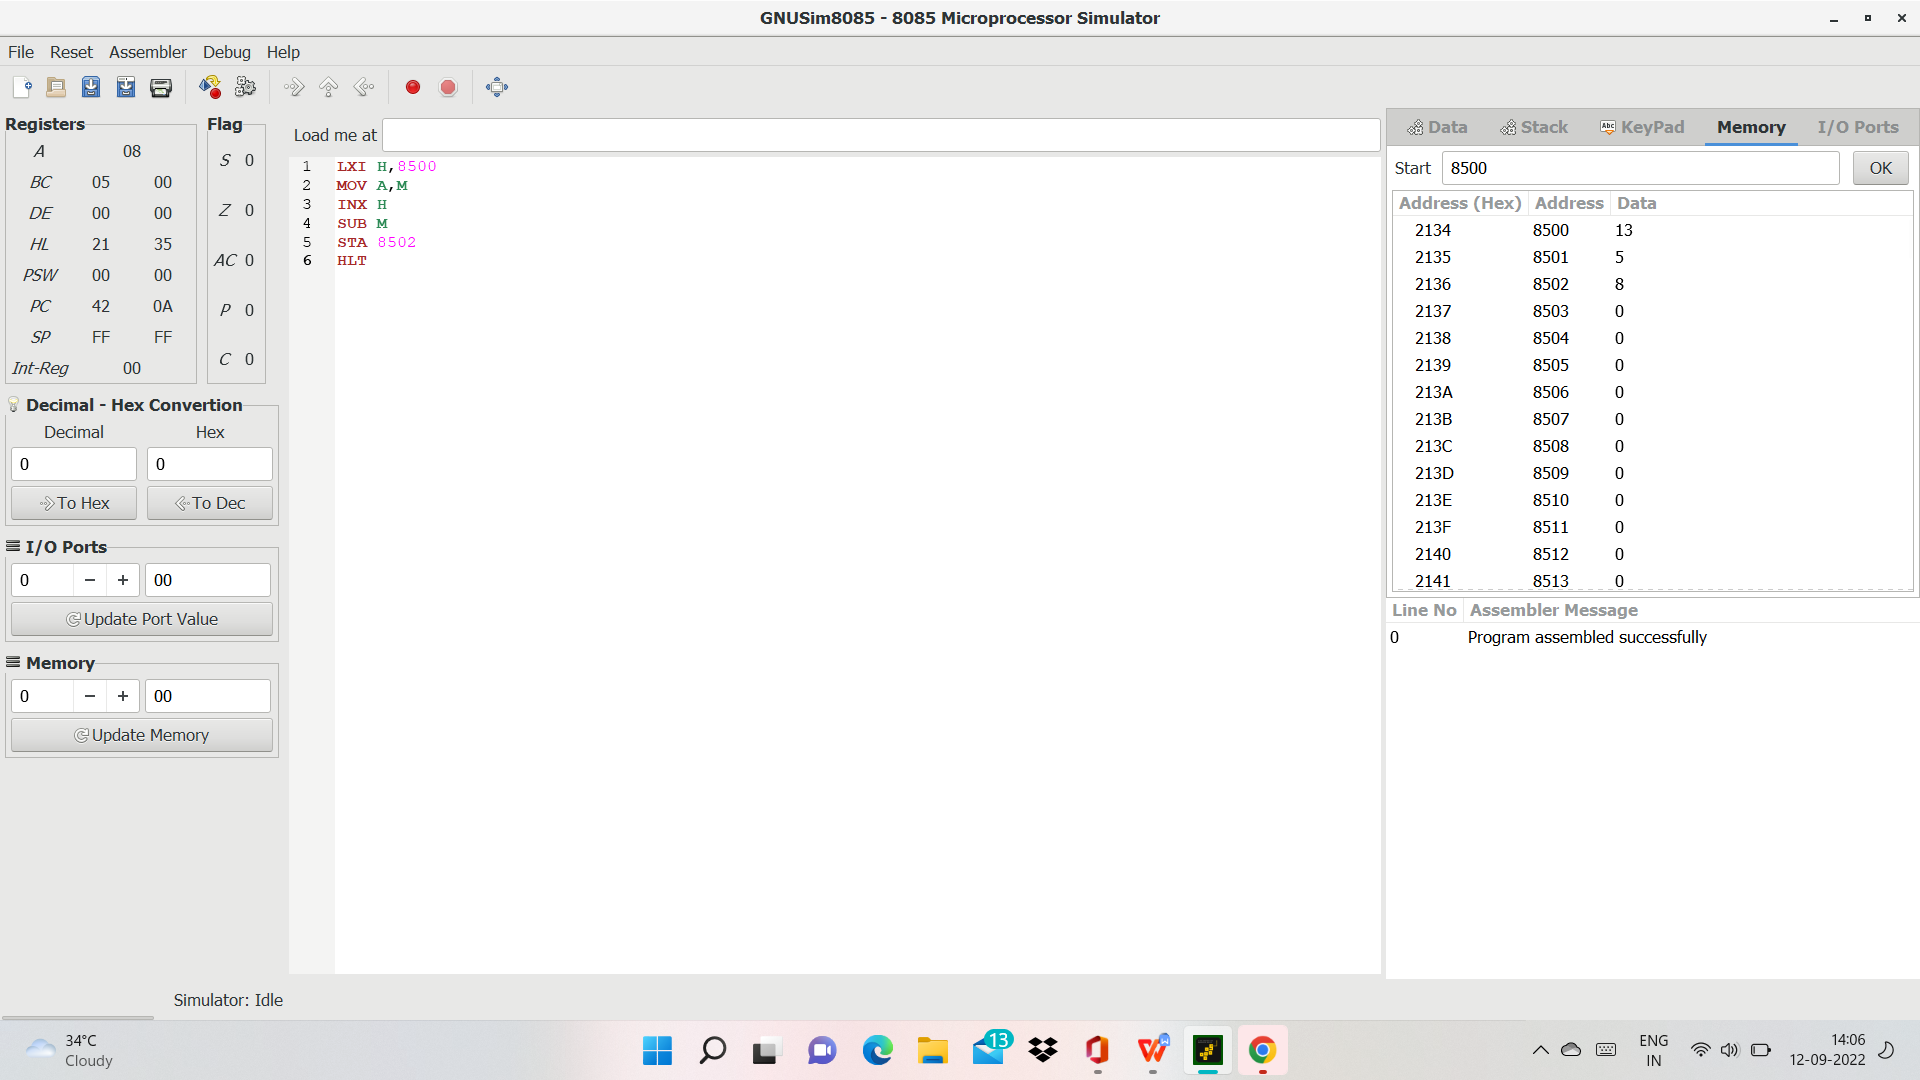 GNUSim8085 - 8085 Microprocessor Simulator
File Reset Assembler Debug Help
Registers
A 08
BC 05 00
DE 00 00
HL 21 35
PSW 00 00
PC 42 0A
SP FF FF
Int-Reg 00
Flag
S 0
Z 0
AC 0
P 0
C 0
Decimal - Hex Convertion
Decimal Hex
0 0
To Hex To Dec
I/O Ports
0 − + 00
Update Port Value
Memory
0 − + 00
Update Memory
Load me at
1 LXI H,8500
2 MOV A,M
3 INX H
4 SUB M
5 STA 8502
6 HLT
Data Stack Abc KeyPad Memory I/O Ports
Start 8500 OK
Address (Hex) Address Data
2134 8500 13
2135 8501 5
2136 8502 8
2137 8503 0
2138 8504 0
2139 8505 0
213A 8506 0
213B 8507 0
213C 8508 0
213D 8509 0
213E 8510 0
213F 8511 0
2140 8512 0
2141 8513 0
Line No Assembler Message
0 Program assembled successfully
Simulator: Idle
34°C
Cloudy
13
ENG
IN
14:06
12-09-2022